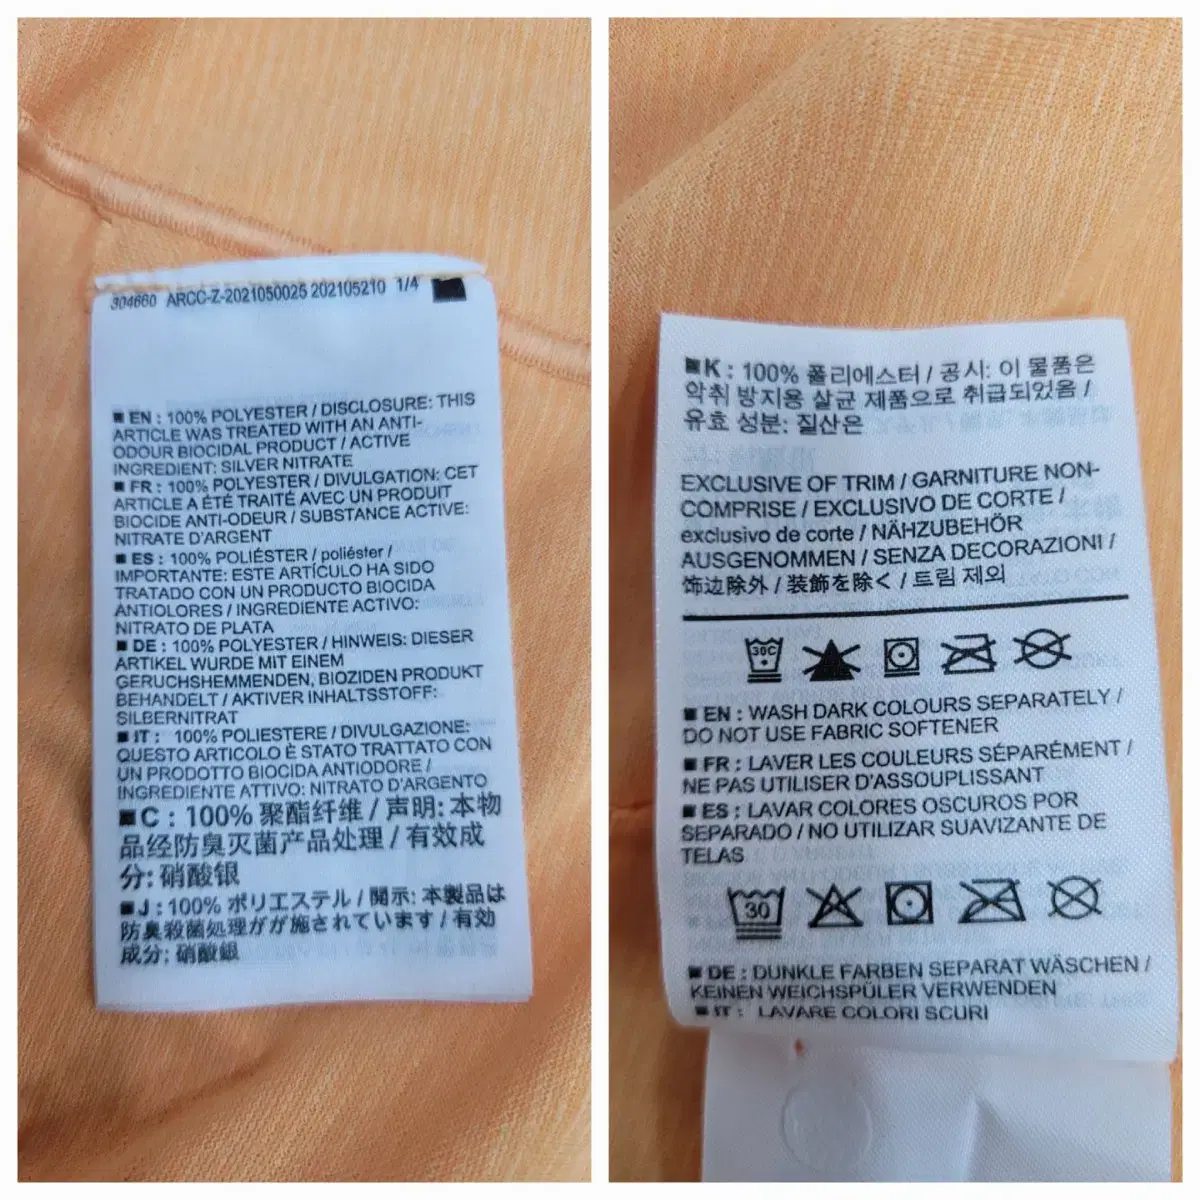 304660 ARCC-Z-2021050025 202105210 1/4
EN : 100% POLYESTER / DISCLOSURE: THIS
ARTICLE WAS TREATED WITH AN ANTI-
ODOUR BIOCIDAL PRODUCT / ACTIVE
INGREDIENT: SILVER NITRATE
FR : 100% POLYESTER / DIVULGATION: CET
ARTICLE A ÉTÉ TRAITÉ AVEC UN PRODUIT
BIOCIDE ANTI-ODEUR / SUBSTANCE ACTIVE:
NITRATE D'ARGENT
ES : 100% POLIÉSTER / poliéster /
IMPORTANTE: ESTE ARTÍCULO HA SIDO
TRATADO CON UN PRODUCTO BIOCIDA
ANTIOLORES / INGREDIENTE ACTIVO:
NITRATO DE PLATA
DE : 100% POLYESTER / HINWEIS: DIESER
ARTIKEL WURDE MIT EINEM
GERUCHSHEMMENDEN, BIOZIDEN PRODUKT
BEHANDELT / AKTIVER INHALTSSTOFF:
SILBERNITRAT
IT : 100% POLIESTERE / DIVULGAZIONE:
QUESTO ARTICOLO È STATO TRATTATO CON
UN PRODOTTO BIOCIDA ANTIODORE /
INGREDIENTE ATTIVO: NITRATO D'ARGENTO
C : 100% 聚酯纤维 / 声明: 本物
品经防臭灭菌产品处理 / 有效成
分: 硝酸银
J : 100% ポリエステル / 開示: 本製品は
防臭殺菌処理がが施されています / 有効
成分: 硝酸銀
K : 100% 폴리에스터 / 공시: 이 물품은
악취 방지용 살균 제품으로 취급되었음 /
유효 성분: 질산은
EXCLUSIVE OF TRIM / GARNITURE NON-
COMPRISE / EXCLUSIVO DE CORTE /
exclusivo de corte / NÄHZUBEHÖR
AUSGENOMMEN / SENZA DECORAZIONI /
饰边除外 / 装飾を除く / 트림 제외
30C
EN : WASH DARK COLOURS SEPARATELY /
DO NOT USE FABRIC SOFTENER
FR : LAVER LES COULEURS SÉPARÉMENT /
NE PAS UTILISER D'ASSOUPLISSANT
ES : LAVAR COLORES OSCUROS POR
SEPARADO / NO UTILIZAR SUAVIZANTE DE
TELAS
30
DE : DUNKLE FARBEN SEPARAT WÄSCHEN /
KEINEN WEICHSPÜLER VERWENDEN
IT : LAVARE COLORI SCURI